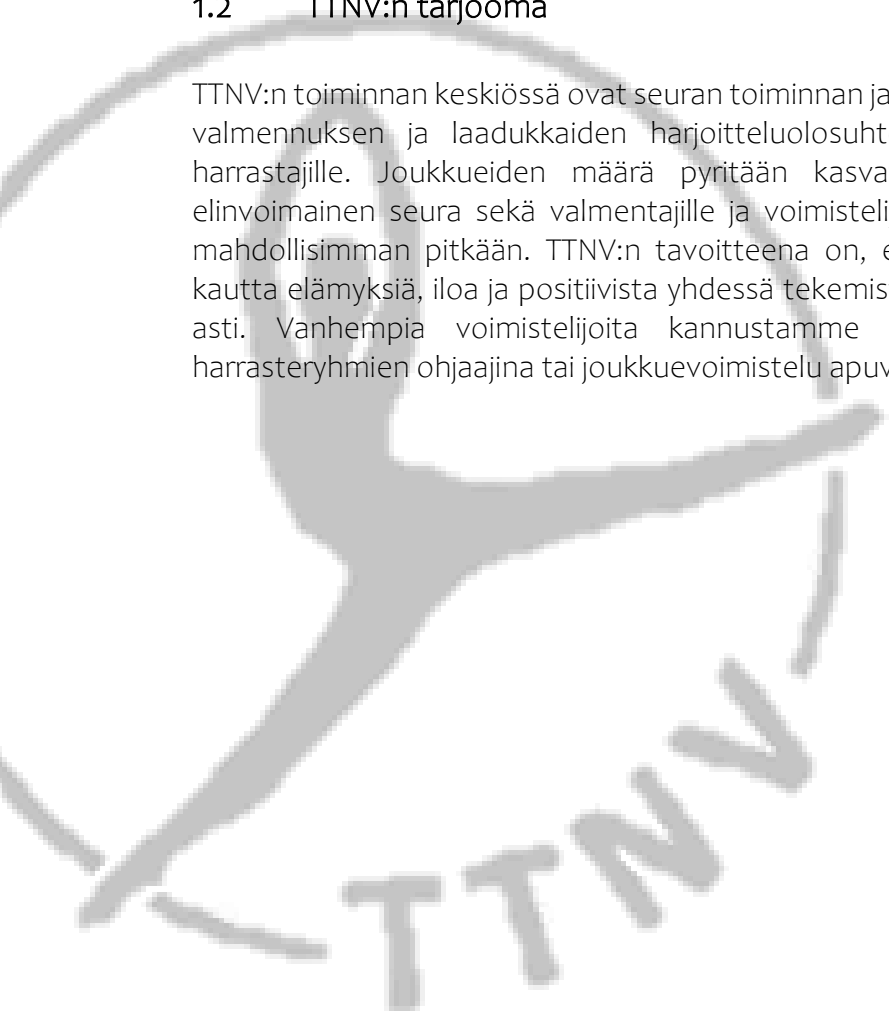 1.2 TTNV:n tarjooma
TTNV:n toiminnan keskiössä ovat seuran toiminnan ja
valmennuksen ja laadukkaiden harjoitteluolosuht
harrastajille. Joukkueiden määrä pyritään kasva
elinvoimainen seura sekä valmentajille ja voimisteli
mahdollisimman pitkään. TTNV:n tavoitteena on, e
kautta elämyksiä, iloa ja positiivista yhdessä tekemis
asti. Vanhempia voimistelijoita kannustamme
harrasteryhmien ohjaajina tai joukkuevoimistelu apuv
TTNV